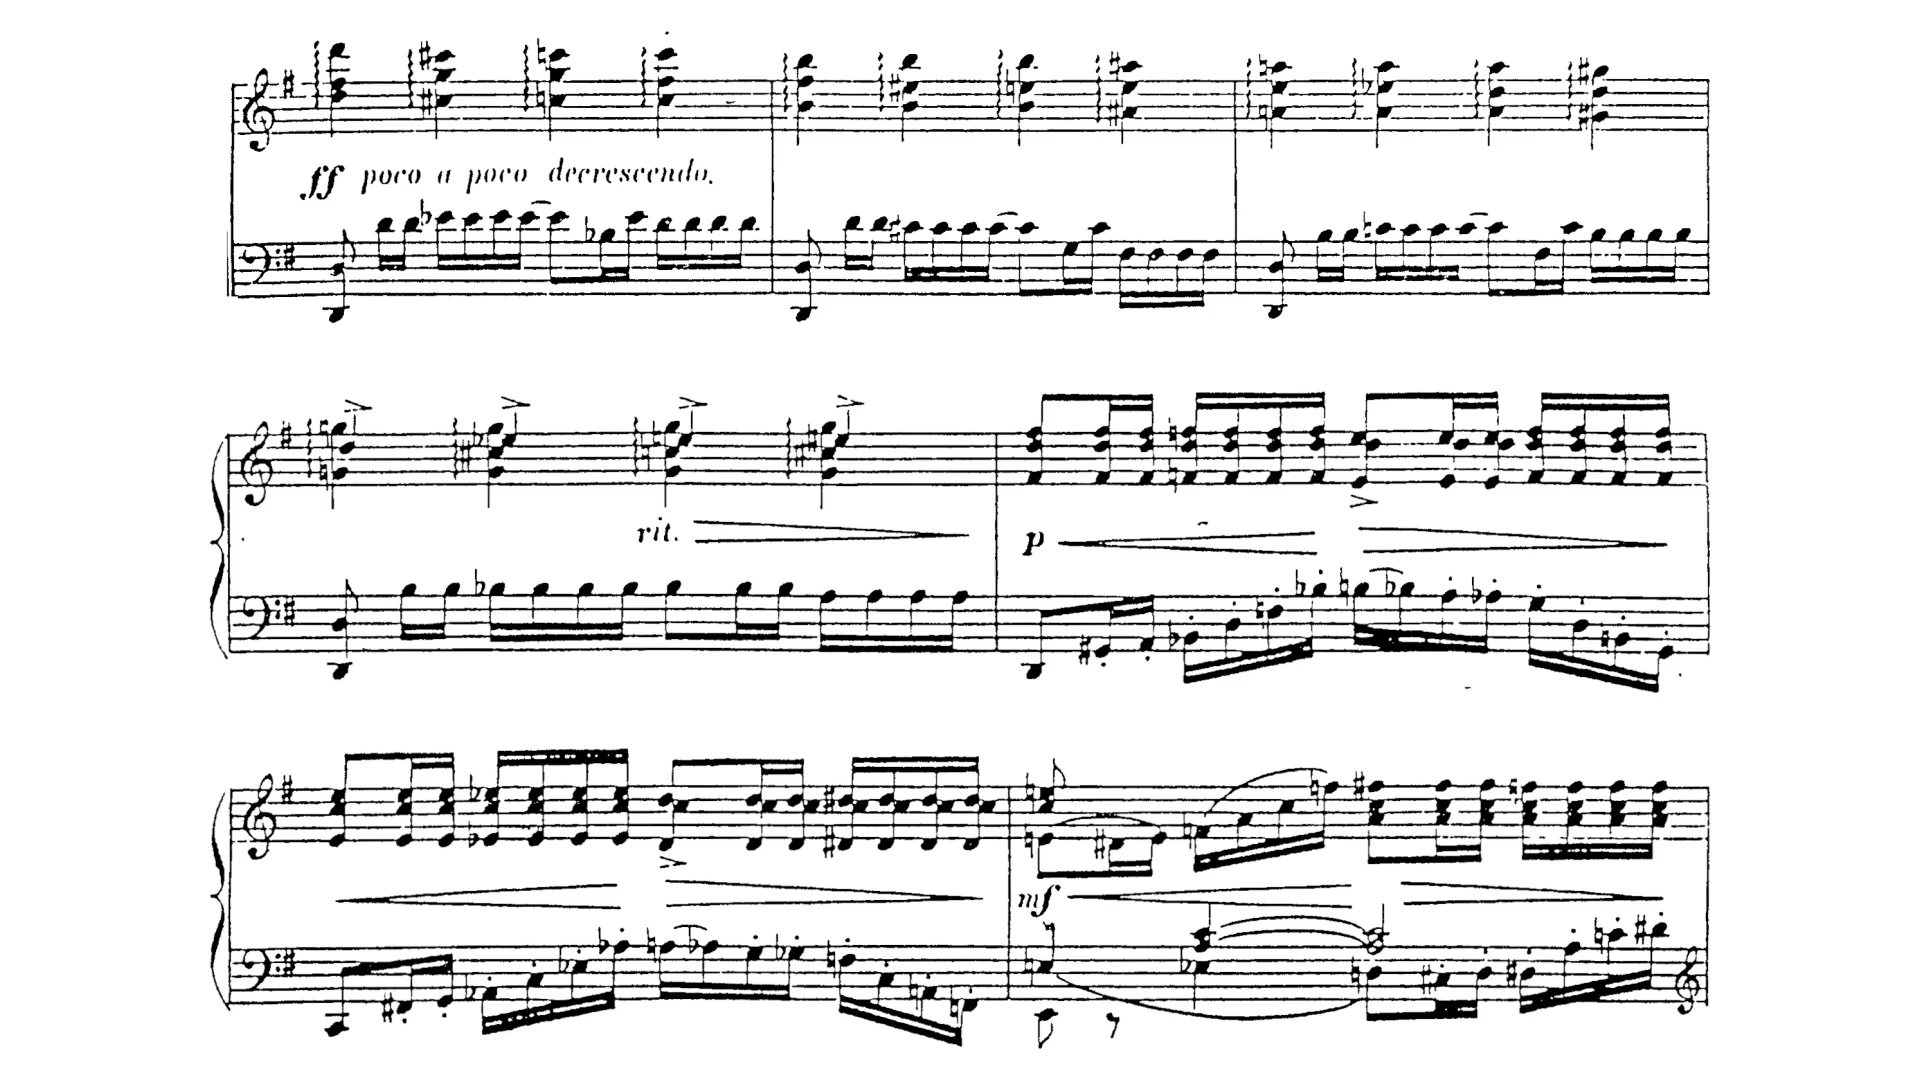 ff poco a poco decrescendo.
rit.
p
mf